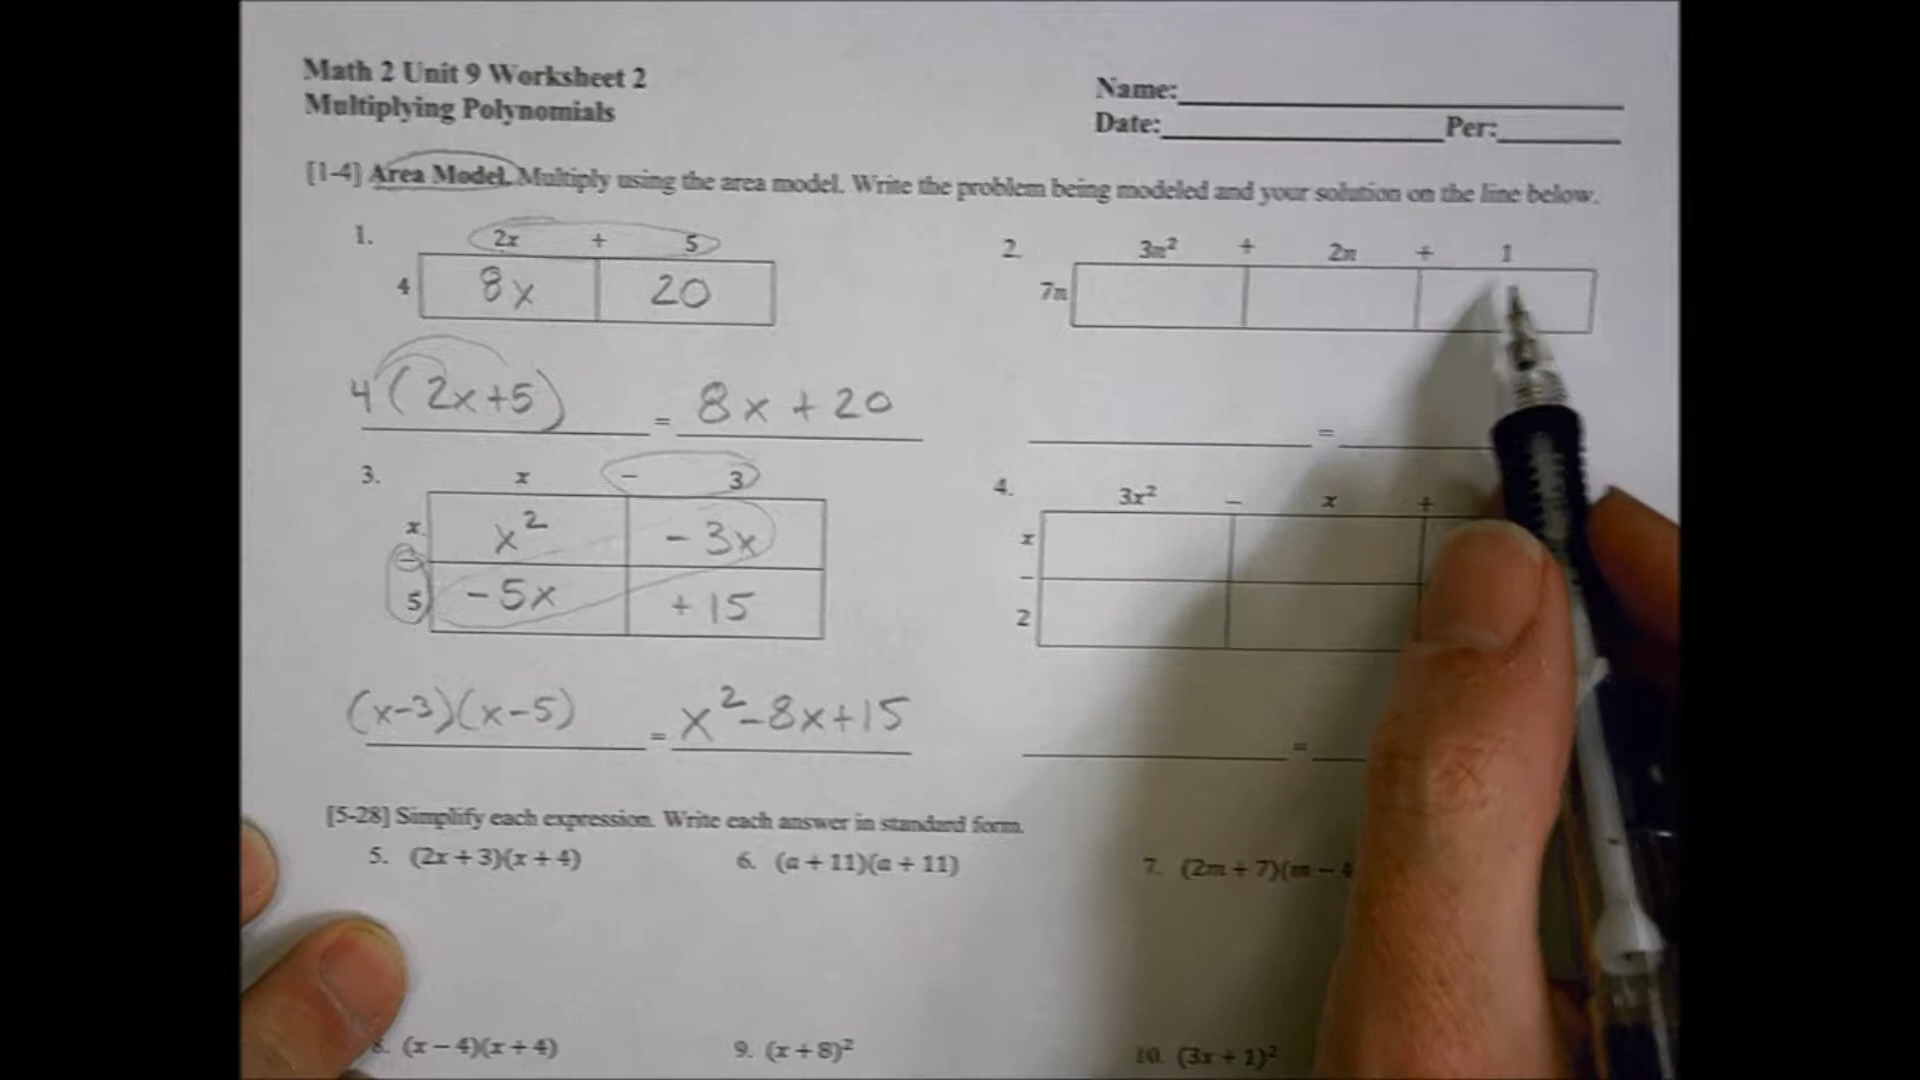 Math 2 Unit 9 Worksheet 2
Multiplying Polynomials
Name:
Date: Per:
[1-4] Area Model. Multiply using the area model. Write the problem being modeled and your solution on the line below.
1. 2x + 5
4 8x 20
4(2x+5) = 8x + 20
2. 3n² + 2n + 1
7n
=
3. x - 3
x x² - 3x
- 5 - 5x + 15
(x-3)(x-5) = x²-8x+15
4. 3x² - x +
x
-
2
=
[5-28] Simplify each expression. Write each answer in standard form.
5. (2x+3)(x+4) 6. (a+11)(a+11) 7. (2m+7)(m-4
8. (x-4)(x+4) 9. (x+8)² 10. (3x+1)²